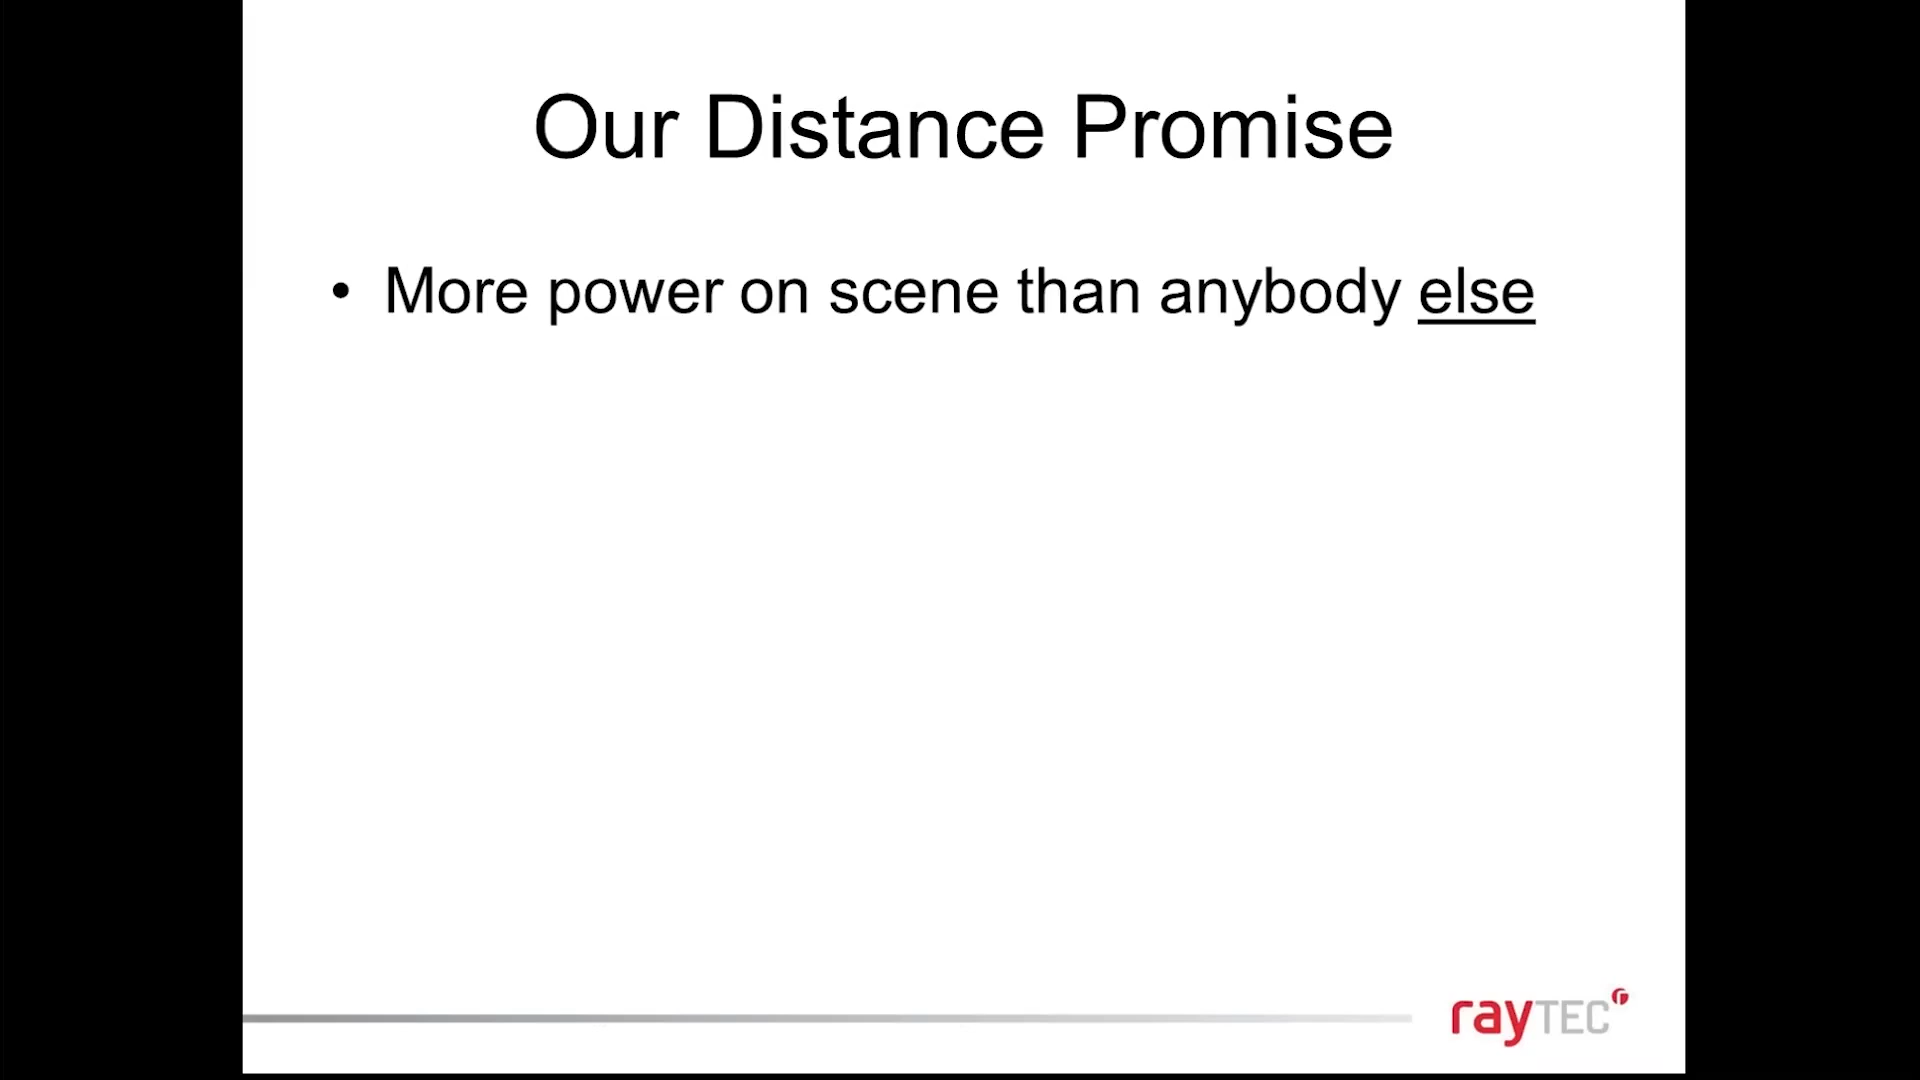 Our Distance Promise
• More power on scene than anybody else
rayTEC